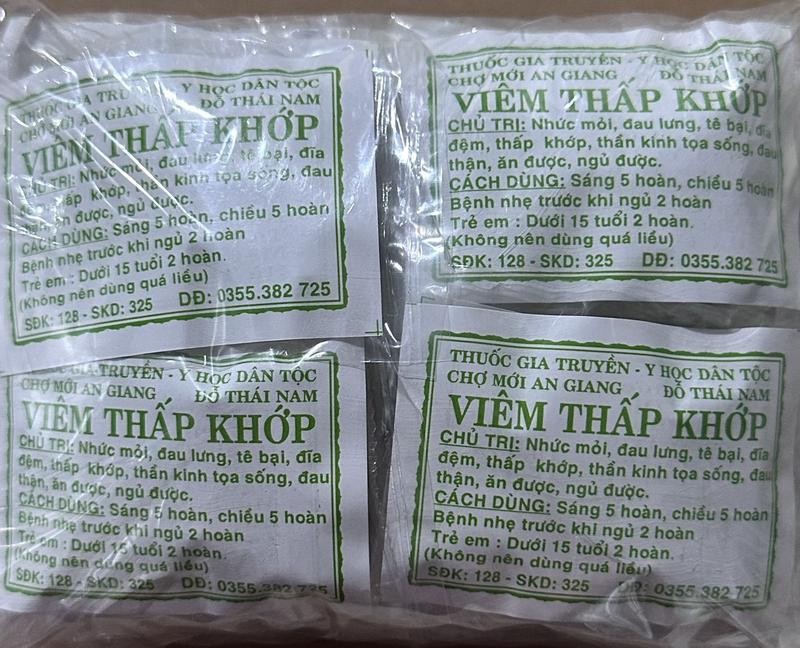 THUỐC GIA TRUYỀN - Y HỌC DÂN TỘC
CHỢ MỚI AN GIANG ĐỖ THÁI NAM
VIÊM THẤP KHỚP
CHỦ TRỊ: Nhức mỏi, đau lưng, tê bại, đĩa
đệm, thấp khớp, thần kinh tọa sống, đau
thận, ăn được, ngủ được.
CÁCH DÙNG: Sáng 5 hoàn, chiều 5 hoàn
Bệnh nhẹ trước khi ngủ 2 hoàn
Trẻ em : Dưới 15 tuổi 2 hoàn.
(Không nên dùng quá liều)
SĐK: 128 - SKD: 325 DĐ: 0355.382 725
THUỐC GIA TRUYỀN - Y HỌC DÂN TỘC
CHỢ MỚI AN GIANG ĐỖ THÁI NAM
VIÊM THẤP KHỚP
CHỦ TRỊ: Nhức mỏi, đau lưng, tê bại, đĩa
đệm, thấp khớp, thần kinh tọa sống, đau
thận, ăn được, ngủ được.
CÁCH DÙNG: Sáng 5 hoàn, chiều 5 hoàn
Bệnh nhẹ trước khi ngủ 2 hoàn
Trẻ em : Dưới 15 tuổi 2 hoàn.
(Không nên dùng quá liều)
SĐK: 128 - SKD: 325 DĐ: 0355.382 725
THUỐC GIA TRUYỀN - Y HỌC DÂN TỘC
CHỢ MỚI AN GIANG ĐỖ THÁI NAM
VIÊM THẤP KHỚP
CHỦ TRỊ: Nhức mỏi, đau lưng, tê bại, đĩa
đệm, thấp khớp, thần kinh tọa sống, đau
thận, ăn được, ngủ được.
CÁCH DÙNG: Sáng 5 hoàn, chiều 5 hoàn
Bệnh nhẹ trước khi ngủ 2 hoàn
Trẻ em : Dưới 15 tuổi 2 hoàn.
(Không nên dùng quá liều)
SĐK: 128 - SKD: 325 DĐ: 0355.382 725
THUỐC GIA TRUYỀN - Y HỌC DÂN TỘC
CHỢ MỚI AN GIANG ĐỖ THÁI NAM
VIÊM THẤP KHỚP
CHỦ TRỊ: Nhức mỏi, đau lưng, tê bại, đĩa
đệm, thấp khớp, thần kinh tọa sống, đau
thận, ăn được, ngủ được.
CÁCH DÙNG: Sáng 5 hoàn, chiều 5 hoàn
Bệnh nhẹ trước khi ngủ 2 hoàn
Trẻ em : Dưới 15 tuổi 2 hoàn.
(Không nên dùng quá liều)
SĐK: 128 - SKD: 325 DĐ: 0355.382 725